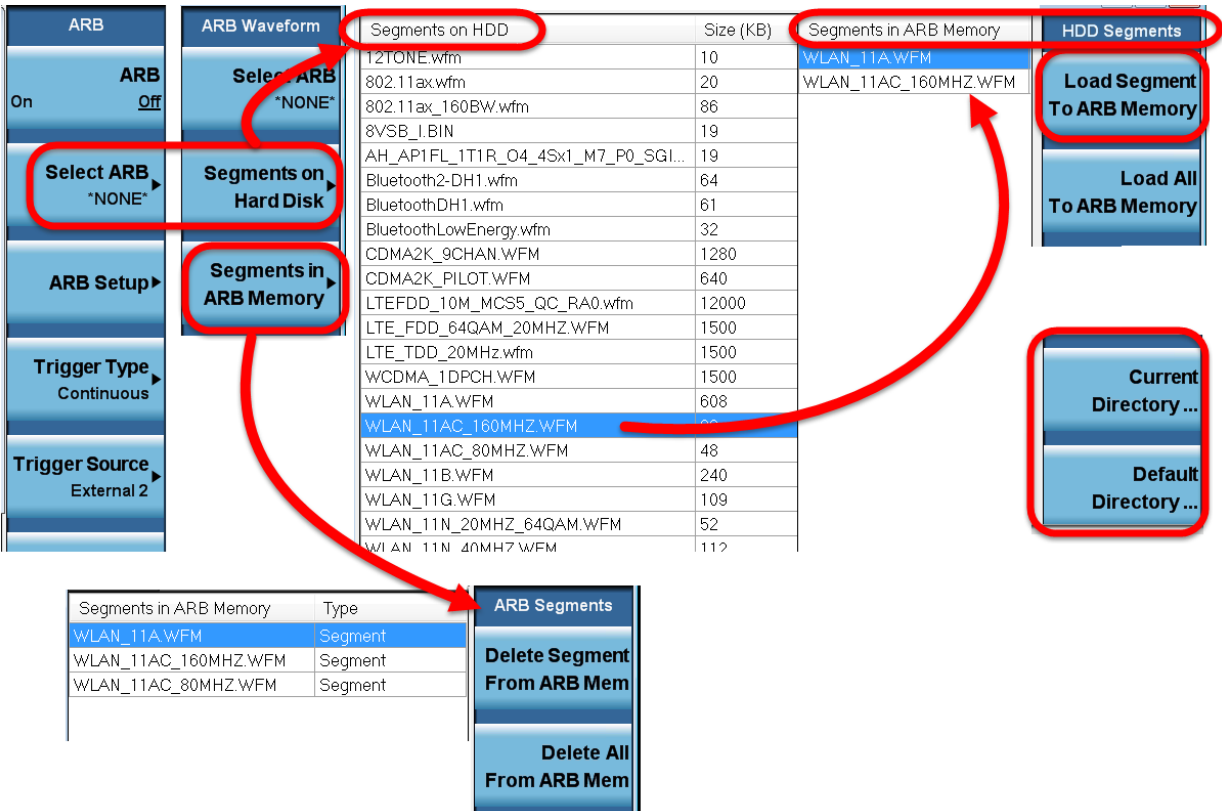 ARB
ARB
On Off
Select ARB
*NONE*
ARB Setup
Trigger Type
Continuous
Trigger Source
External 2
ARB Waveform
Select ARB
*NONE*
Segments on
Hard Disk
Segments in
ARB Memory
Segments on HDD Size (KB)
12TONE.wfm 10
802.11ax.wfm 20
802.11ax_160BW.wfm 86
8VSB_I.BIN 19
AH_AP1FL_1T1R_O4_4Sx1_M7_P0_SGI... 19
Bluetooth2-DH1.wfm 64
BluetoothDH1.wfm 61
BluetoothLowEnergy.wfm 32
CDMA2K_9CHAN.WFM 1280
CDMA2K_PILOT.WFM 640
LTEFDD_10M_MCS5_QC_RA0.wfm 12000
LTE_FDD_64QAM_20MHZ.WFM 1500
LTE_TDD_20MHz.wfm 1500
WCDMA_1DPCH.WFM 1500
WLAN_11A.WFM 608
WLAN_11AC_160MHZ.WFM
WLAN_11AC_80MHZ.WFM 48
WLAN_11B.WFM 240
WLAN_11G.WFM 109
WLAN_11N_20MHZ_64QAM.WFM 52
WLAN_11N_40MHZ.WFM 112
Segments in ARB Memory
WLAN_11A.WFM
WLAN_11AC_160MHZ.WFM
HDD Segments
Load Segment
To ARB Memory
Load All
To ARB Memory
Current
Directory ...
Default
Directory ...
Segments in ARB Memory Type
WLAN_11A.WFM Segment
WLAN_11AC_160MHZ.WFM Segment
WLAN_11AC_80MHZ.WFM Segment
ARB Segments
Delete Segment
From ARB Mem
Delete All
From ARB Mem